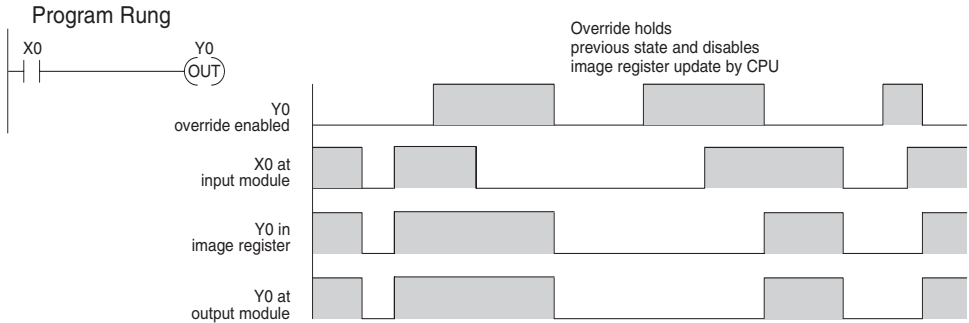 Program Rung
X0
Y0
OUT
Override holds
previous state and disables
image register update by CPU
Y0
override enabled
X0 at
input module
Y0 in
image register
Y0 at
output module